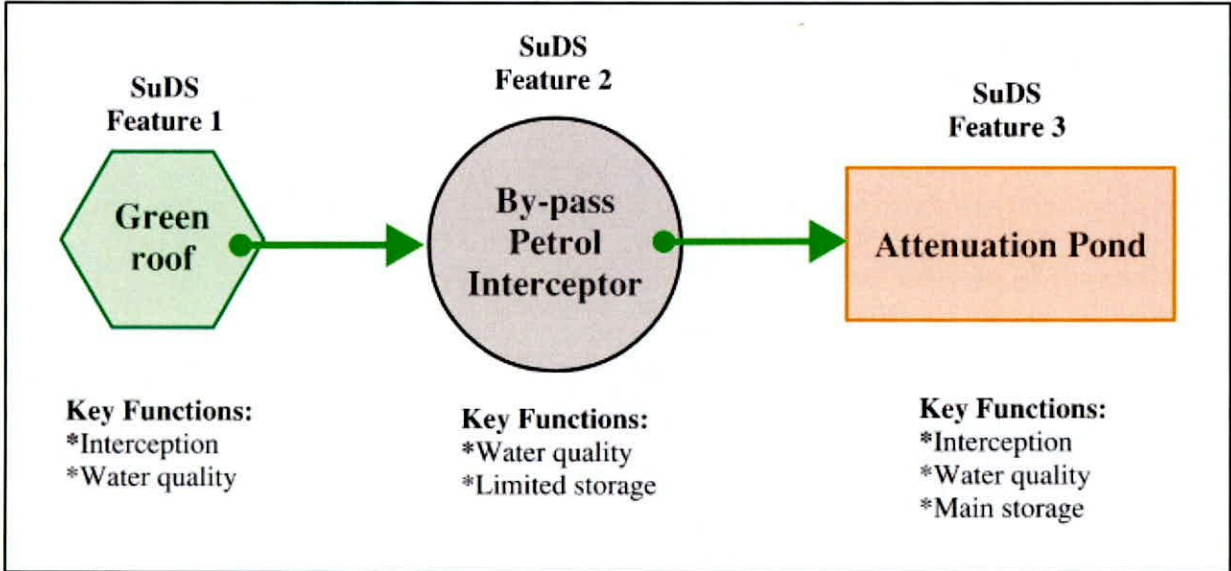 SuDS
Feature 1
Green
roof
Key Functions:
*Interception
*Water quality
SuDS
Feature 2
By-pass
Petrol
Interceptor
Key Functions:
*Water quality
*Limited storage
SuDS
Feature 3
Attenuation Pond
Key Functions:
*Interception
*Water quality
*Main storage